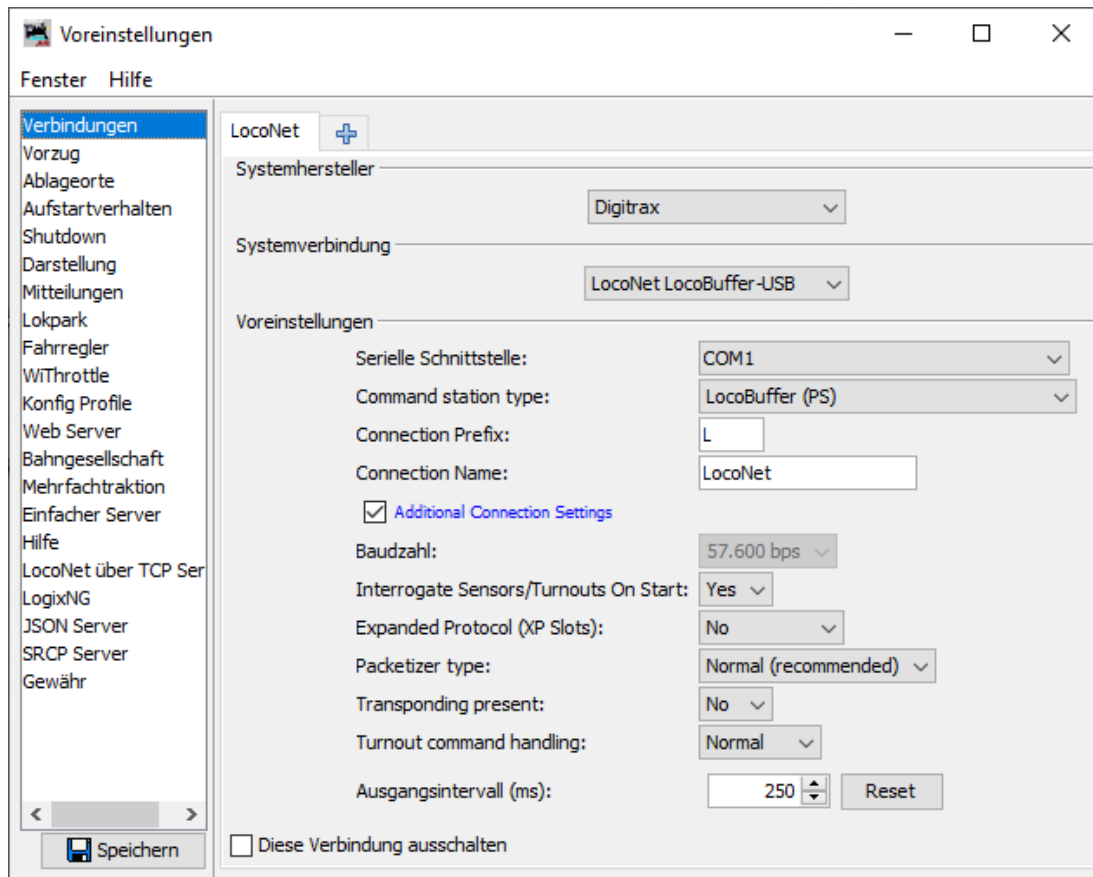 Voreinstellungen
Fenster Hilfe
Verbindungen
Vorzug
Ablageorte
Aufstartverhalten
Shutdown
Darstellung
Mitteilungen
Lokpark
Fahrregler
WiThrottle
Konfig Profile
Web Server
Bahngesellschaft
Mehrfachtraktion
Einfacher Server
Hilfe
LocoNet über TCP Ser
LogixNG
JSON Server
SRCP Server
Gewähr
Speichern
LocoNet
Systemhersteller
Digitrax
Systemverbindung
LocoNet LocoBuffer-USB
Voreinstellungen
Serielle Schnittstelle: COM1
Command station type: LocoBuffer (PS)
Connection Prefix: L
Connection Name: LocoNet
Additional Connection Settings
Baudzahl: 57.600 bps
Interrogate Sensors/Turnouts On Start: Yes
Expanded Protocol (XP Slots): No
Packetizer type: Normal (recommended)
Transponding present: No
Turnout command handling: Normal
Ausgangsintervall (ms): 250 Reset
Diese Verbindung ausschalten